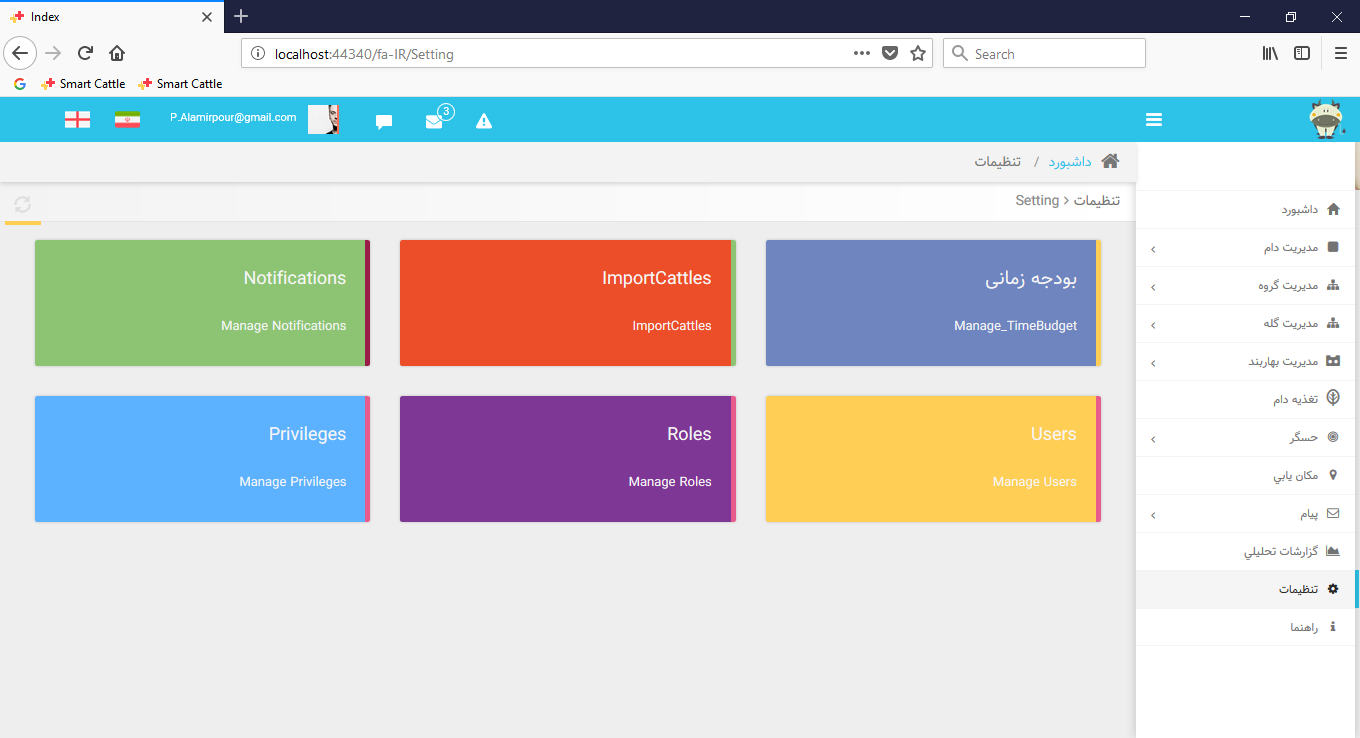 Index
localhost:44340/fa-IR/Setting
Search
Smart Cattle
Smart Cattle
P.Alamirpour@gmail.com
3
داشبورد / تنظیمات
تنظیمات > Setting
بودجه زمانی
Manage_TimeBudget
ImportCattles
ImportCattles
Notifications
Manage Notifications
Users
Manage Users
Roles
Manage Roles
Privileges
Manage Privileges
داشبورد
مدیریت دام
مدیریت گروه
مدیریت گله
مدیریت بهاربند
تغذیه دام
حسگر
مکان يابي
پیام
گزارشات تحليلي
تنظیمات
راهنما